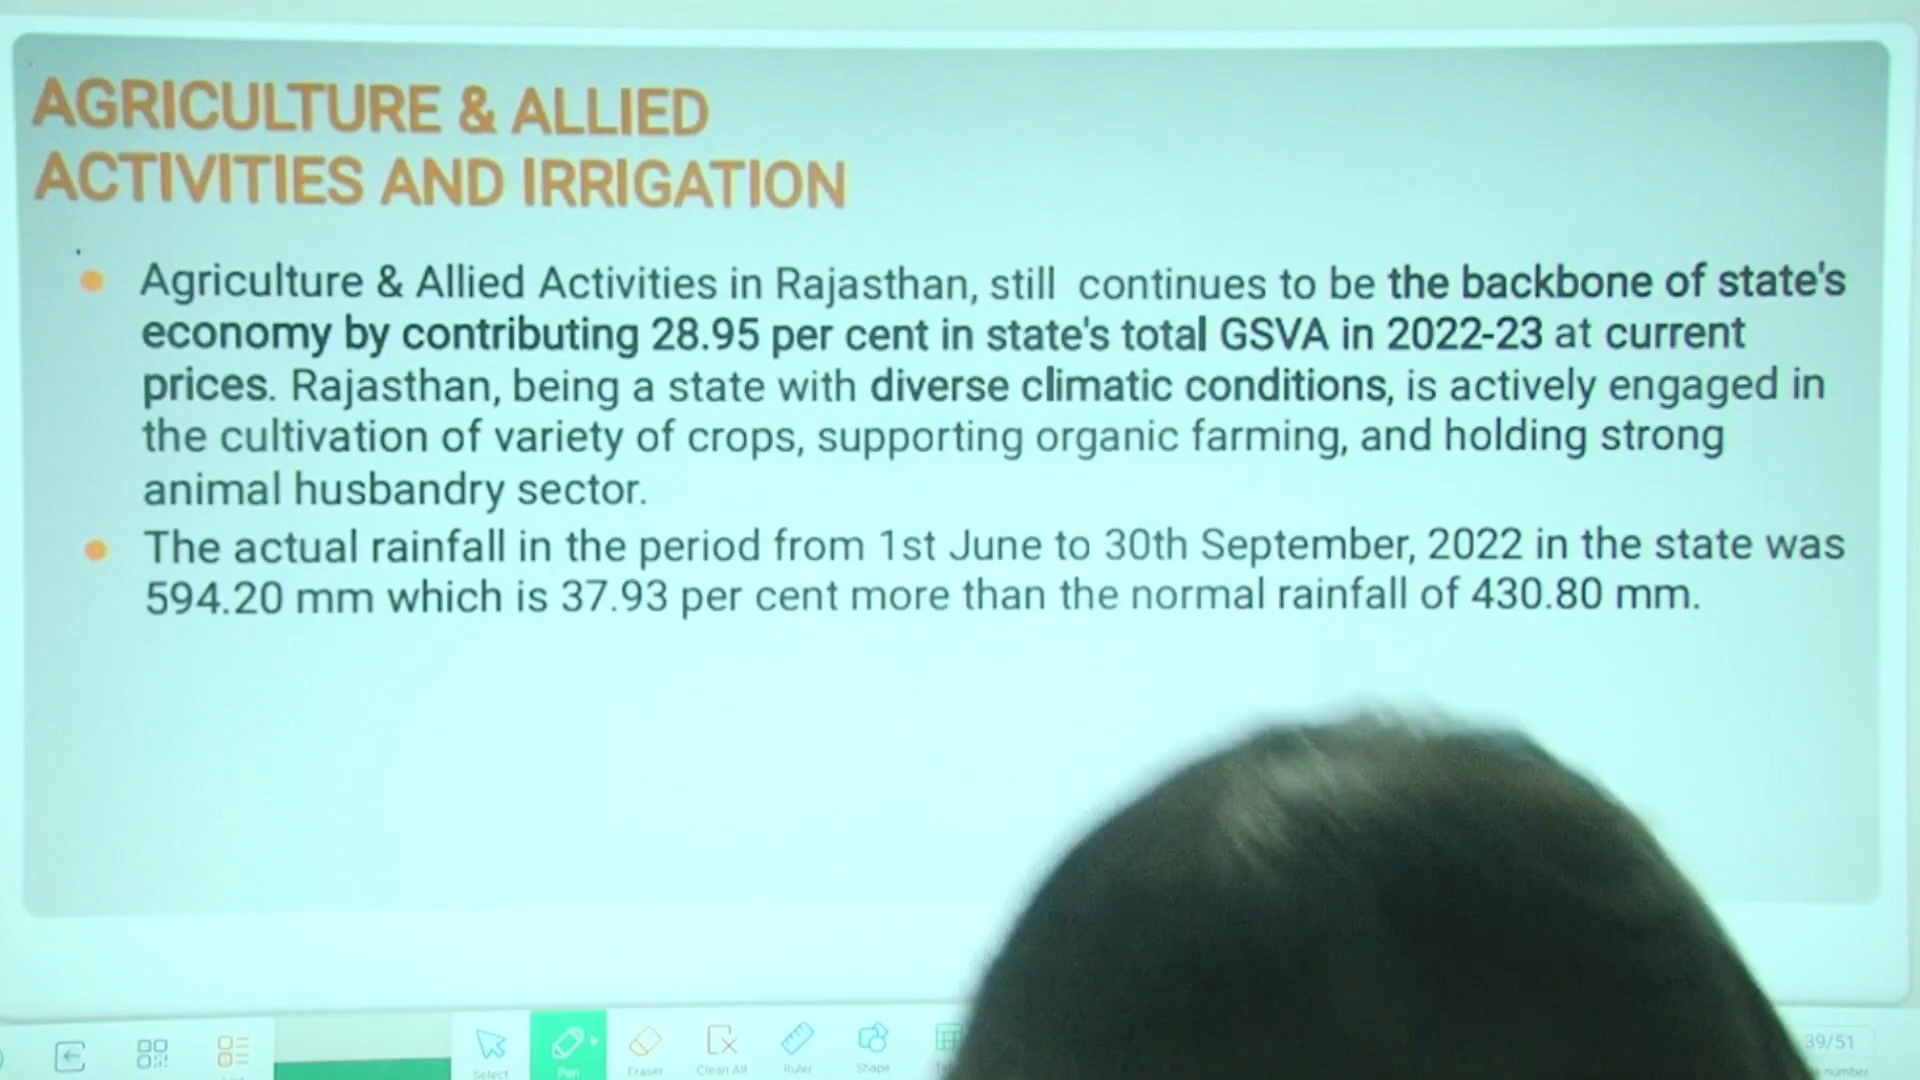 AGRICULTURE & ALLIED
ACTIVITIES AND IRRIGATION
Agriculture & Allied Activities in Rajasthan, still continues to be the backbone of state's
economy by contributing 28.95 per cent in state's total GSVA in 2022-23 at current
prices. Rajasthan, being a state with diverse climatic conditions, is actively engaged in
the cultivation of variety of crops, supporting organic farming, and holding strong
animal husbandry sector.
The actual rainfall in the period from 1st June to 30th September, 2022 in the state was
594.20 mm which is 37.93 per cent more than the normal rainfall of 430.80 mm.
39/51
Select Pen Eraser Clean All Ruler Shape
number